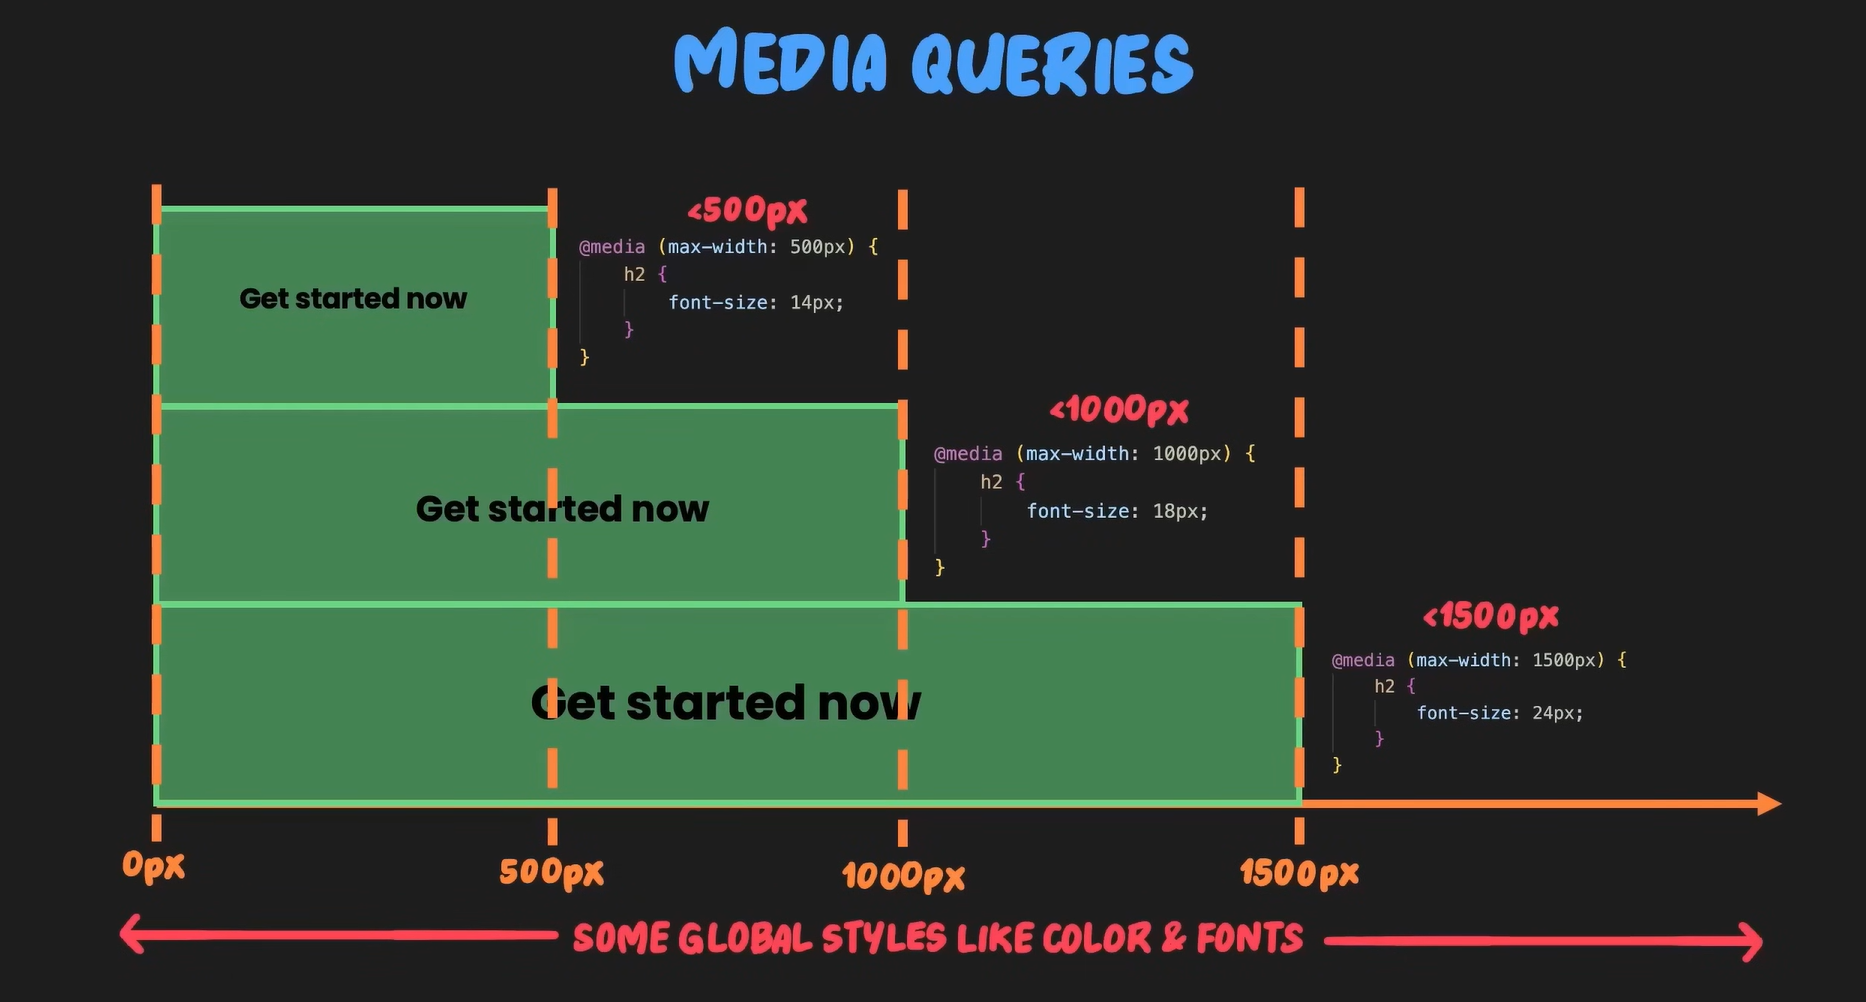 MEDIA QUERIES
<500px
@media (max-width: 500px) {
h2 {
font-size: 14px;
}
}
Get started now
<1000px
@media (max-width: 1000px) {
h2 {
font-size: 18px;
}
}
Get started now
<1500px
@media (max-width: 1500px) {
h2 {
font-size: 24px;
}
}
Get started now
0px
500px
1000px
1500px
SOME GLOBAL STYLES LIKE COLOR & FONTS